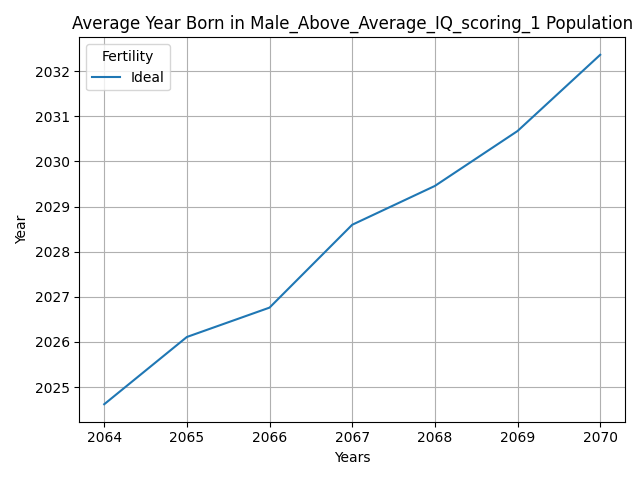 Average Year Born in Male_Above_Average_IQ_scoring_1 Population
Fertility
Ideal
2032
2031
2030
2029
2028
2027
2026
2025
Year
2064 2065 2066 2067 2068 2069 2070
Years